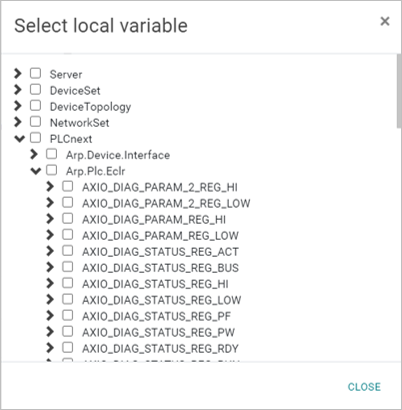 Select local variable
×
Server
DeviceSet
DeviceTopology
NetworkSet
PLCnext
Arp.Device.Interface
Arp.Plc.Eclr
AXIO_DIAG_PARAM_2_REG_HI
AXIO_DIAG_PARAM_2_REG_LOW
AXIO_DIAG_PARAM_REG_HI
AXIO_DIAG_PARAM_REG_LOW
AXIO_DIAG_STATUS_REG_ACT
AXIO_DIAG_STATUS_REG_BUS
AXIO_DIAG_STATUS_REG_HI
AXIO_DIAG_STATUS_REG_LOW
AXIO_DIAG_STATUS_REG_PF
AXIO_DIAG_STATUS_REG_PW
AXIO_DIAG_STATUS_REG_RDY
CLOSE